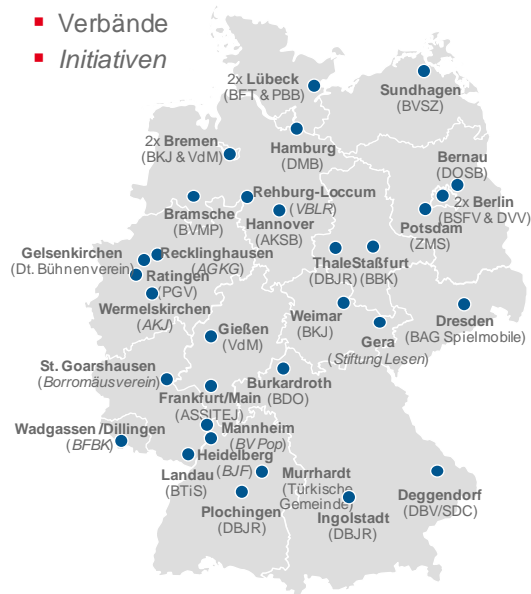 Verbände
Initiativen
2x Lübeck
(BFT & PBB)
Sundhagen
(BVSZ)
2x Bremen
(BKJ & VdM)
Hamburg
(DMB)
Bernau
(DOSB)
Rehburg-Loccum
(VBLR)
2x Berlin
(BSFV & DVV)
Bramsche
(BVMP)
Hannover
(AKSB)
Potsdam
(ZMS)
Gelsenkirchen
(Dt. Bühnenverein)
Recklinghausen
(AGKG)
Thale
(DBJR)
Staßfurt
(BBK)
Ratingen
(PGV)
Wermelskirchen
(AKJ)
Weimar
(BKJ)
Dresden
(BAG Spielmobile)
Gießen
(VdM)
Gera
(Stiftung Lesen)
St. Goarshausen
(Borromäusverein)
Burkardroth
(BDO)
Frankfurt/Main
(ASSITEJ)
Wadgassen/Dillingen
(BFBK)
Mannheim
(BV Pop)
Heidelberg
(BJF)
Landau
(BTiS)
Murrhardt
(Türkische
Gemeinde)
Deggendorf
(DBV/SDC)
Plochingen
(DBJR)
Ingolstadt
(DBJR)